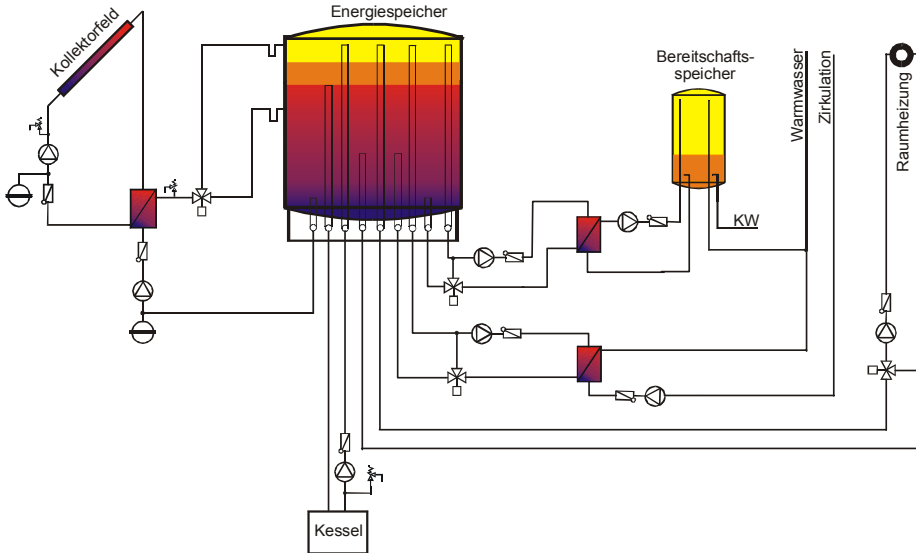 Energiespeicher
Kollektorfeld
Bereitschafts-
speicher
Warmwasser
Zirkulation
Raumheizung
KW
Kessel